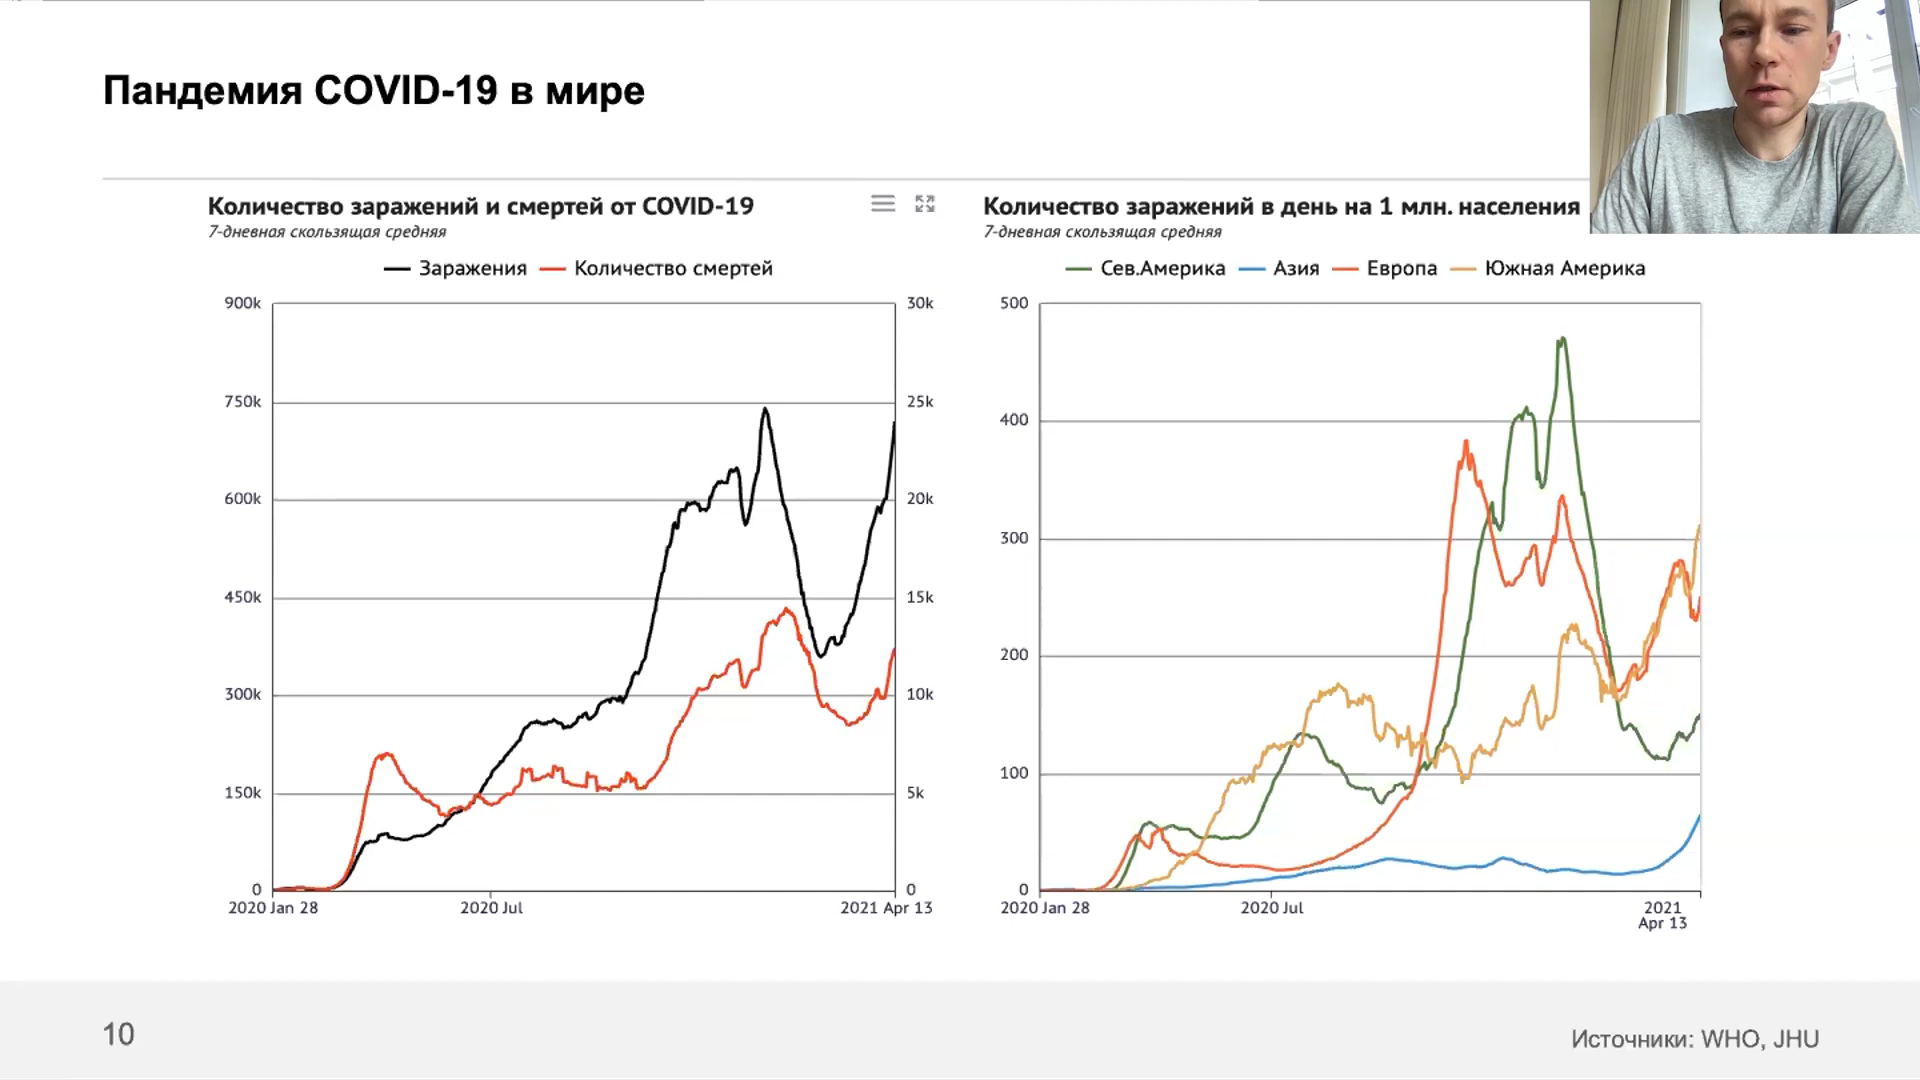 Пандемия COVID-19 в мире
Количество заражений и смертей от COVID-19
7-дневная скользящая средняя
Заражения Количество смертей
900k
750k
600k
450k
300k
150k
0
30k
25k
20k
15k
10k
5k
0
2020 Jan 28 2020 Jul 2021 Apr 13
Количество заражений в день на 1 млн. населения
7-дневная скользящая средняя
Сев.Америка Азия Европа Южная Америка
500
400
300
200
100
0
2020 Jan 28 2020 Jul 2021
Apr 13
10
Источники: WHO, JHU